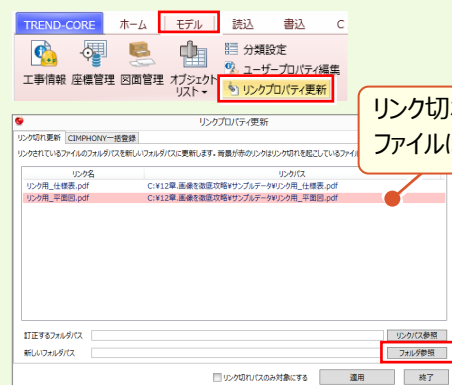 TREND-CORE ホーム モデル 読込 書込 C
工事情報 座標管理 図面管理 オブジェクトリスト
分類設定
ユーザープロパティ編集
リンクプロパティ更新
リンク切
ファイルに
リンクプロパティ更新
リンク切れ更新 CIMPHONY一括登録
リンクされているファイルのフォルダパスを新しいフォルダパスに更新します。背景が赤のリンクはリンク切れを起こしているファイル
リンク名 リンクパス
リンク用_仕様表.pdf C:¥12章.画像を徹底攻略¥サンプルデータ¥リンク用_仕様表.pdf
リンク用_平面図.pdf C:¥12章.画像を徹底攻略¥サンプルデータ¥リンク用_平面図.pdf
訂正するフォルダパス リンクパス参照
新しいフォルダパス フォルダ参照
リンク切れパスのみ対象にする 適用 終了